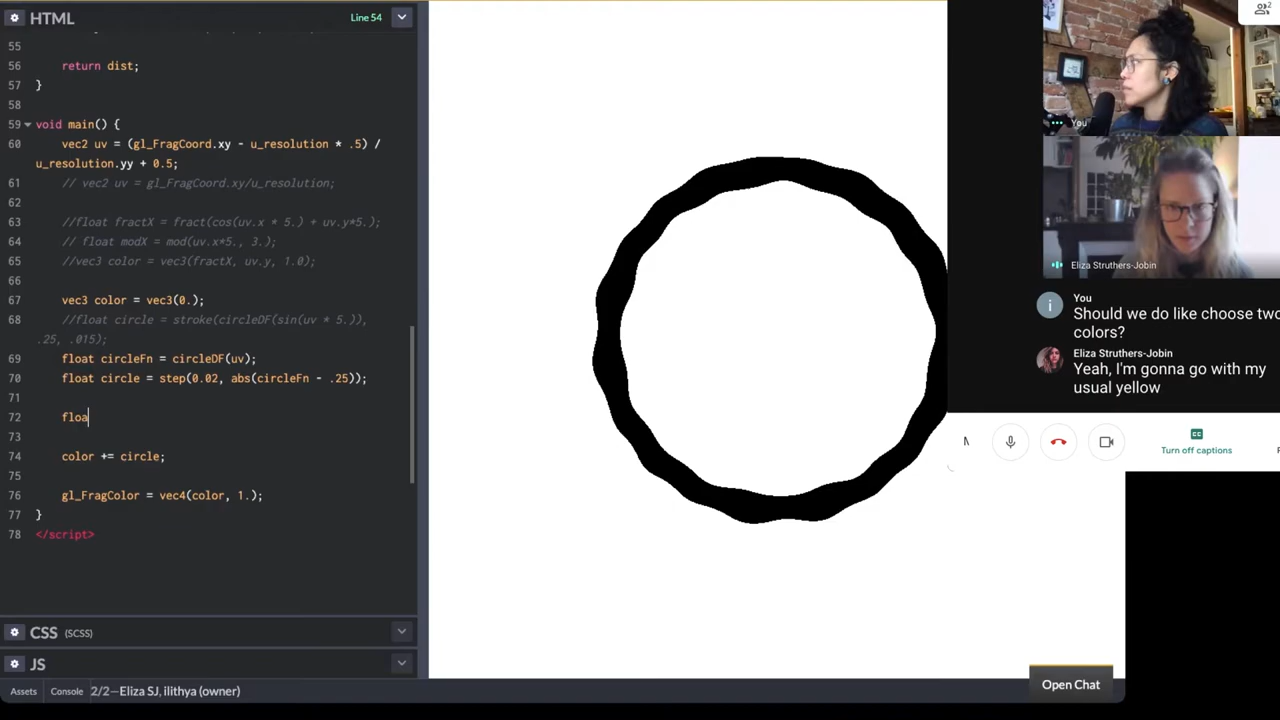 HTML
Line 54
55
56 return dist;
57 }
58
59 void main() {
60 vec2 uv = (gl_FragCoord.xy - u_resolution * .5) /
u_resolution.yy + 0.5;
61 // vec2 uv = gl_FragCoord.xy/u_resolution;
62
63 //float fractX = fract(cos(uv.x * 5.) + uv.y*5.);
64 // float modX = mod(uv.x*5., 3.);
65 //vec3 color = vec3(fractX, uv.y, 1.0);
66
67 vec3 color = vec3(0.);
68 //float circle = stroke(circleDF(sin(uv * 5.)),
.25, .015);
69 float circleFn = circleDF(uv);
70 float circle = step(0.02, abs(circleFn - .25));
71
72 floa
73
74 color += circle;
75
76 gl_FragColor = vec4(color, 1.);
77 }
78 </script>
CSS (SCSS)
JS
Assets Console 2/2—Eliza SJ, ilithya (owner)
Open Chat
2
You
Eliza Struthers-Jobin
i
You
Should we do like choose two
colors?
Eliza Struthers-Jobin
Yeah, I'm gonna go with my
usual yellow
Turn off captions